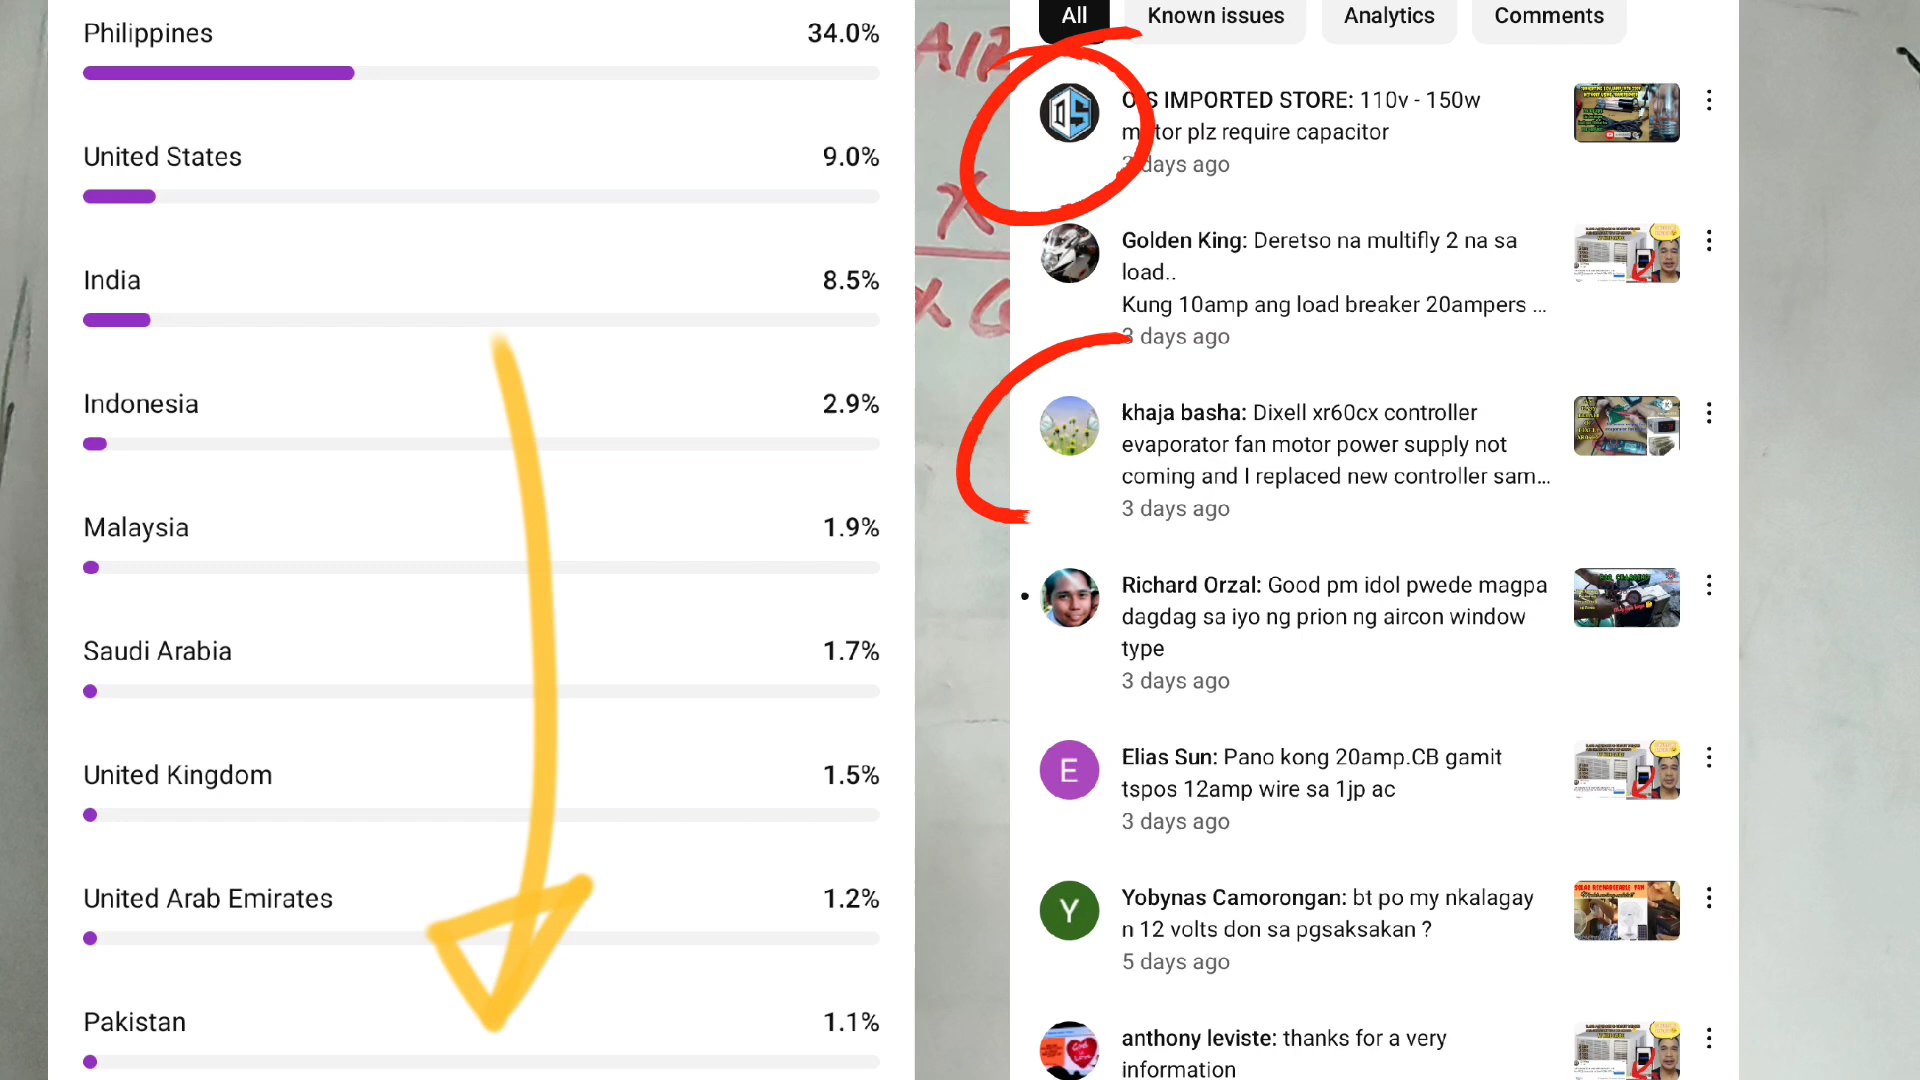 Philippines 34.0%
United States 9.0%
India 8.5%
Indonesia 2.9%
Malaysia 1.9%
Saudi Arabia 1.7%
United Kingdom 1.5%
United Arab Emirates 1.2%
Pakistan 1.1%
AIR
X
x
All Known issues Analytics Comments
IMPORTED STORE: 110v - 150w
plz require capacitor
3 days ago
Golden King: Deretso na multifly 2 na sa
load..
Kung 10amp ang load breaker 20ampers ...
3 days ago
khaja basha: Dixell xr60cx controller
evaporator fan motor power supply not
coming and I replaced new controller sam...
3 days ago
Richard Orzal: Good pm idol pwede magpa
dagdag sa iyo ng prion ng aircon window
type
3 days ago
E
Elias Sun: Pano kong 20amp.CB gamit
tspos 12amp wire sa 1jp ac
3 days ago
Y
Yobynas Camorongan: bt po my nkalagay
n 12 volts don sa pgsaksakan ?
5 days ago
anthony leviste: thanks for a very
information